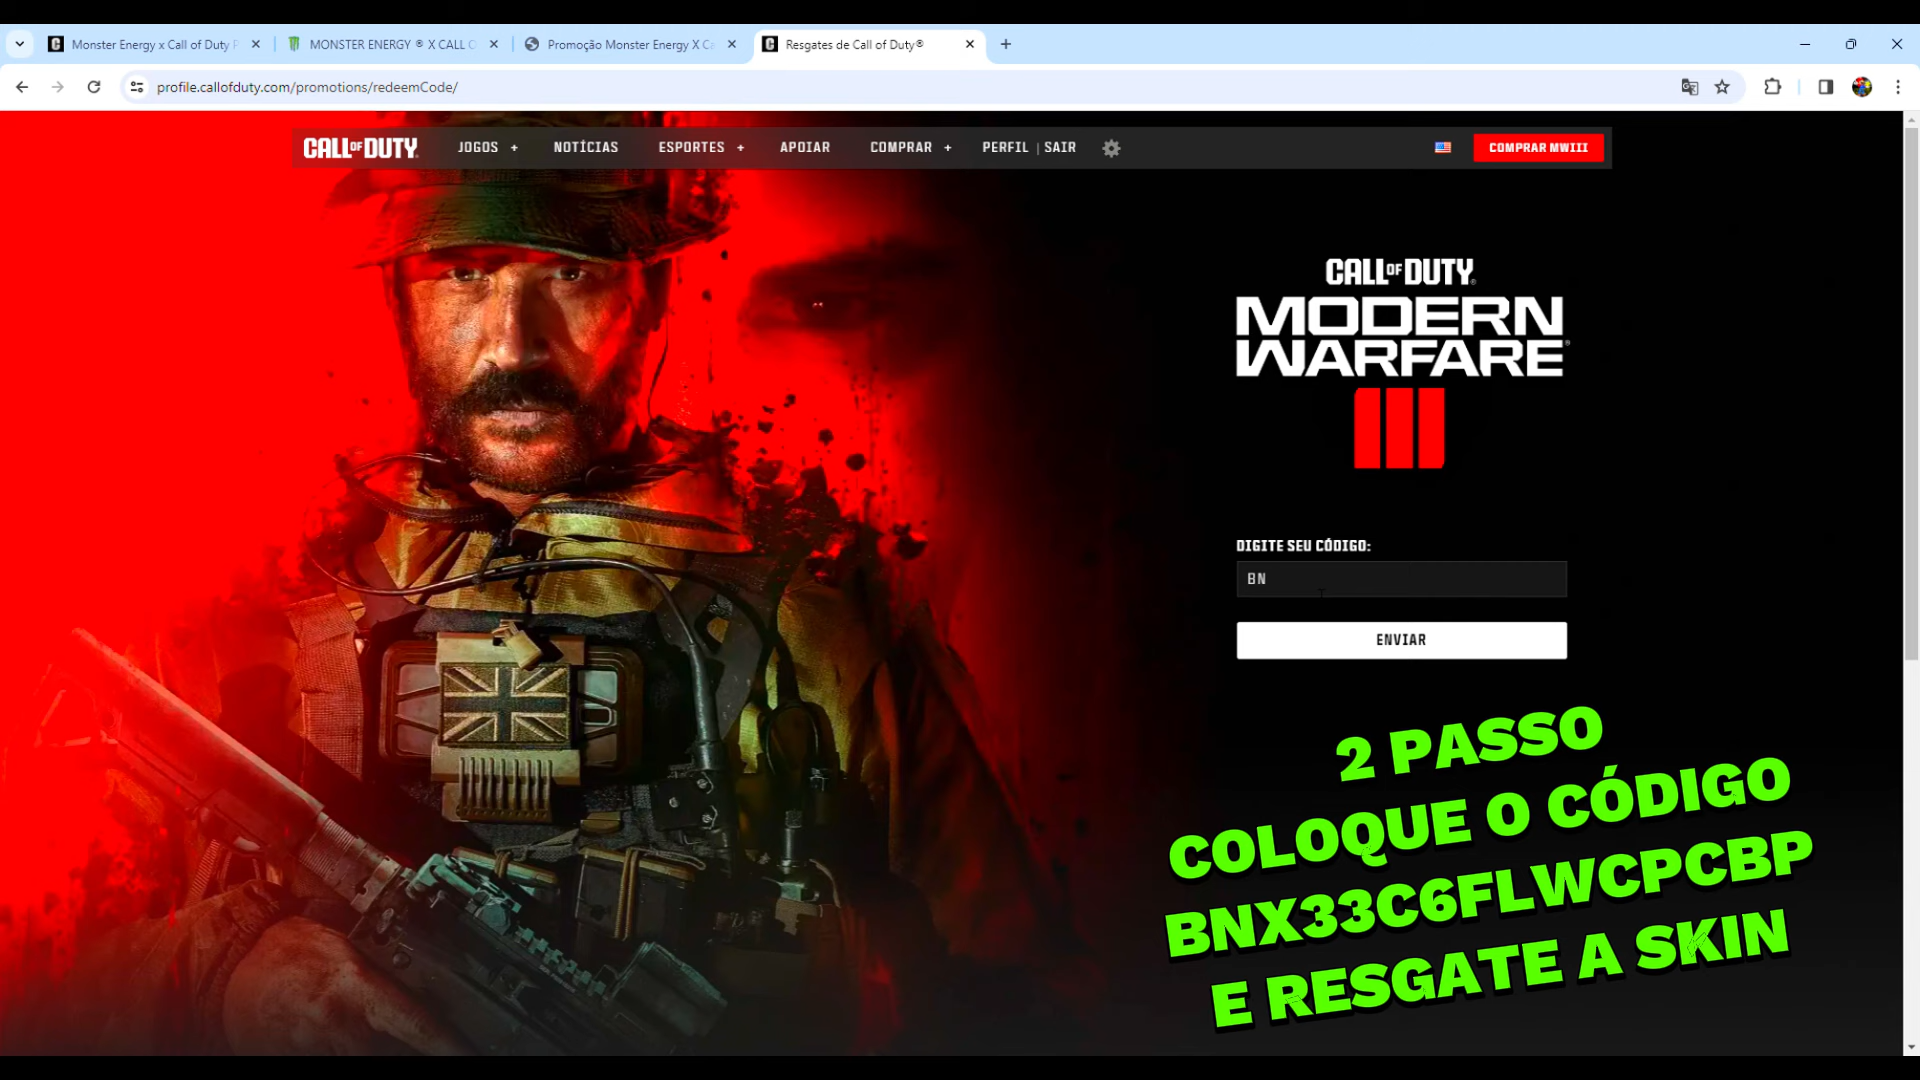 Monster Energy x Call of Duty P
MONSTER ENERGY ® X CALL O
Promoção Monster Energy X Ca
Resgates de Call of Duty®
profile.callofduty.com/promotions/redeemCode/
CALL OF DUTY
JOGOS +
NOTÍCIAS
ESPORTES +
APOIAR
COMPRAR +
PERFIL | SAIR
COMPRAR MWIII
CALL OF DUTY®
MODERN
WARFARE®
III
DIGITE SEU CÓDIGO:
BN
ENVIAR
2 PASSO
COLOQUE O CÓDIGO
BNX33C6FLWCPCBP
E RESGATE A SKIN